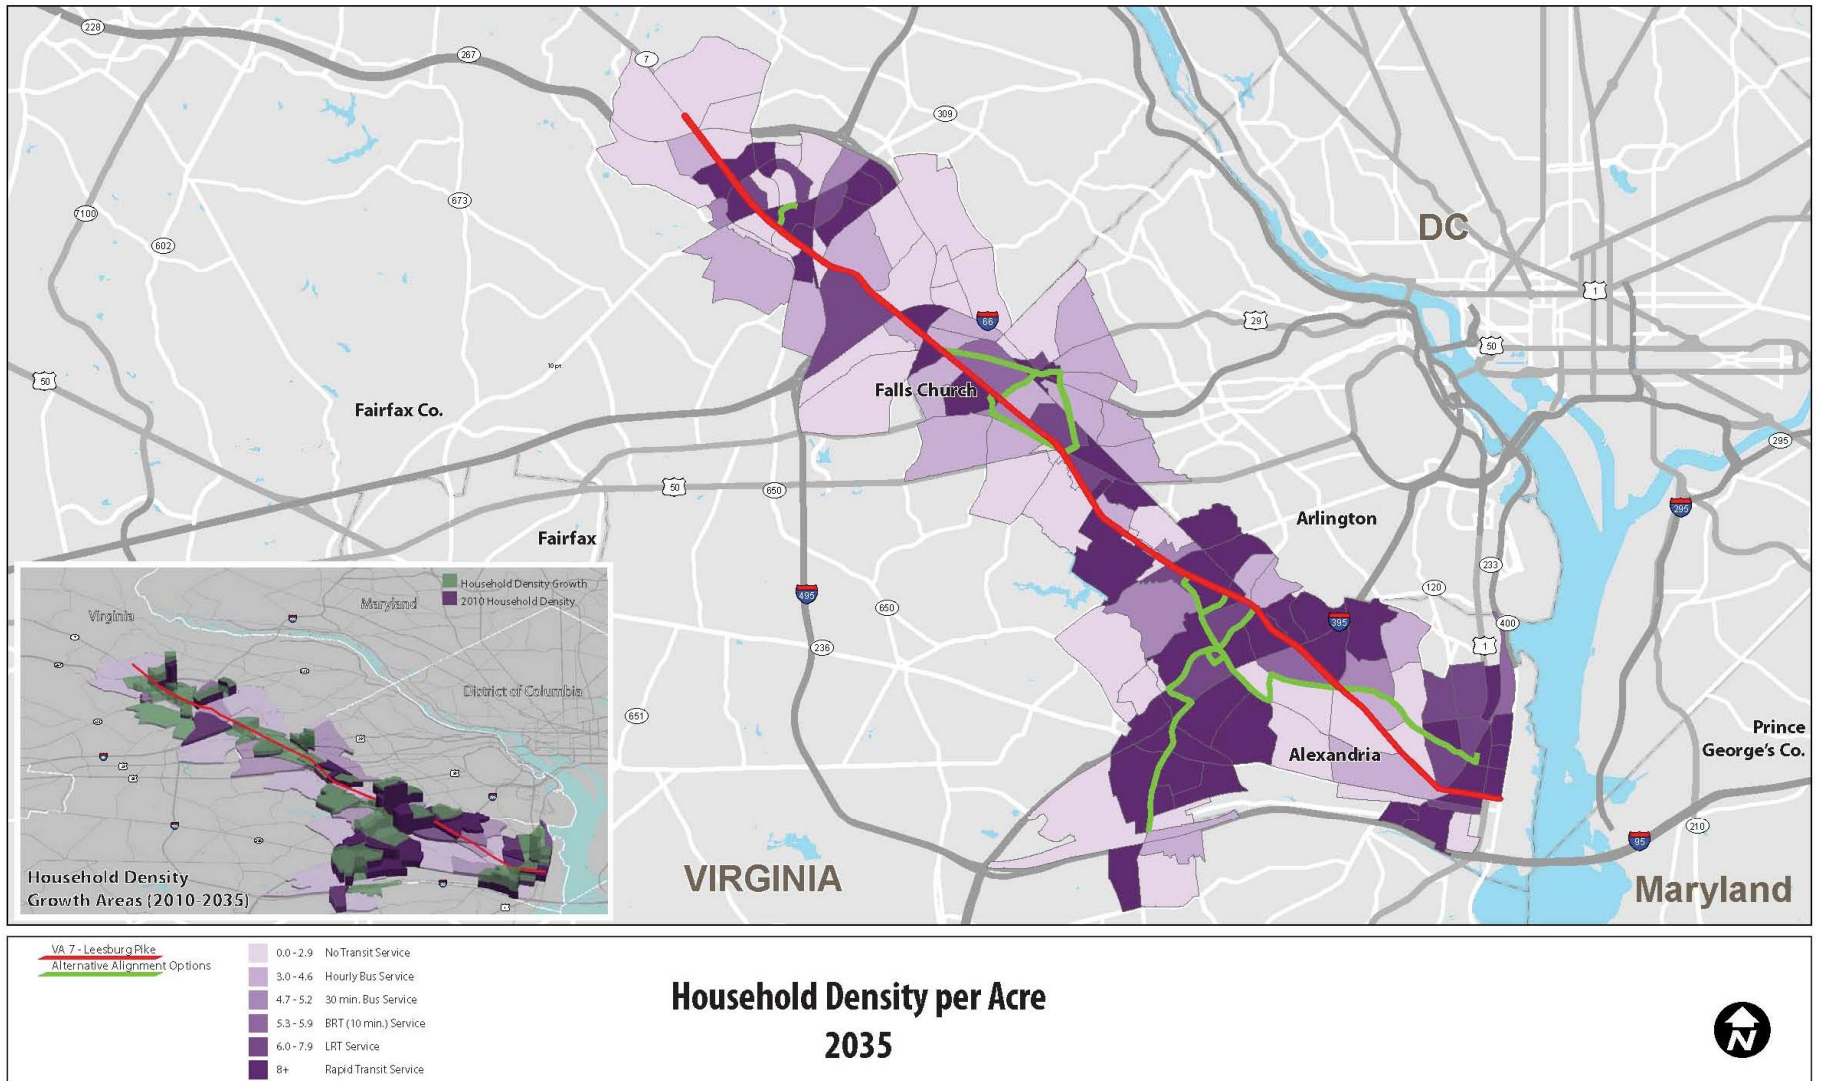 228
267
7
309
7100
602
673
DC
1
29
50
66
50
10 pt.
Falls Church
Fairfax Co.
295
50
650
295
Arlington
Fairfax
233
120
495
650
395
400
236
1
651
Prince
George's Co.
Alexandria
210
95
VIRGINIA
Maryland
Household Density Growth
2010 Household Density
Virginia
Maryland
District of Columbia
Household Density
Growth Areas (2010-2035)
VA 7 - Leesburg Pike
Alternative Alignment Options
0.0 - 2.9 No Transit Service
3.0 - 4.6 Hourly Bus Service
4.7 - 5.2 30 min. Bus Service
5.3 - 5.9 BRT (10 min.) Service
6.0 - 7.9 LRT Service
8+ Rapid Transit Service
Household Density per Acre
2035
N